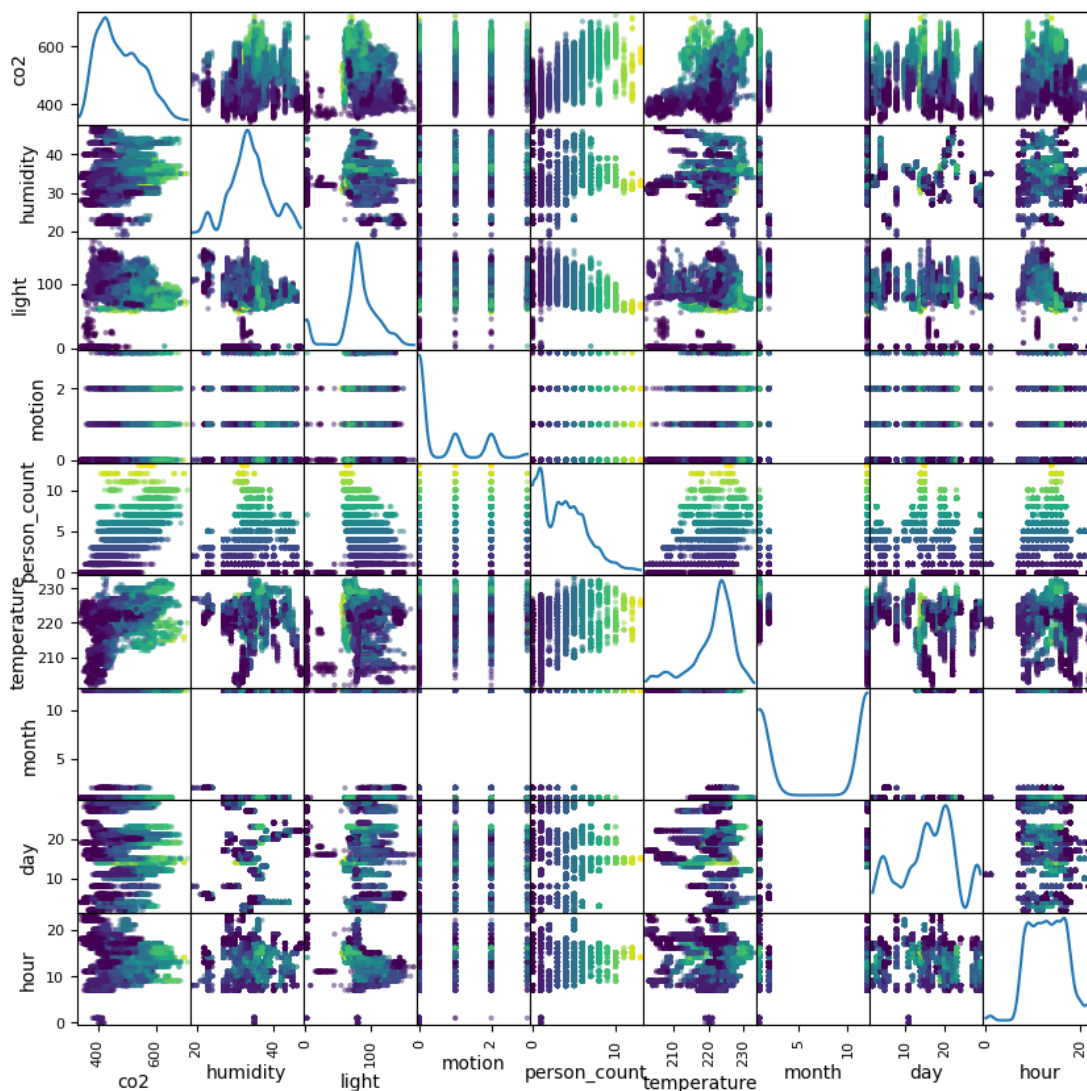 co2
600
400
humidity
40
30
20
light
100
0
motion
2
0
person_count
10
5
0
temperature
230
220
210
month
10
5
day
20
10
hour
20
10
0
400 600
20 40
0 100
0 2
0 10
210 220 230
5 10
10 20
0 20
co2 humidity light motion person_count temperature month day hour